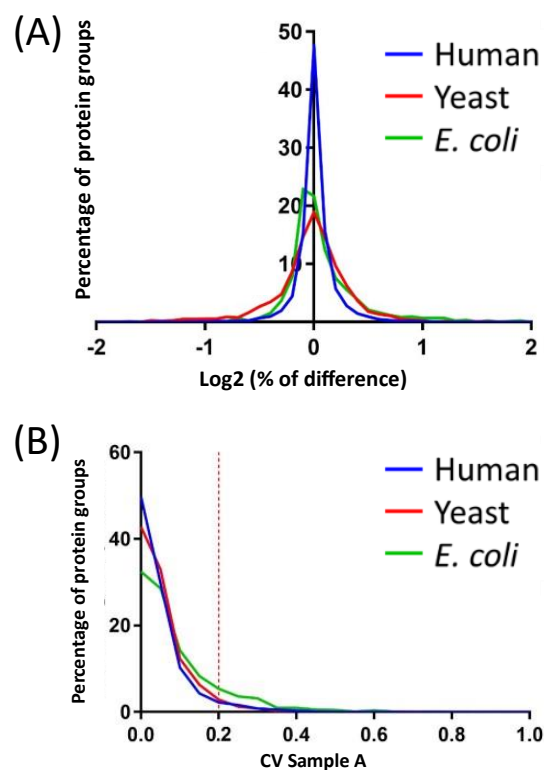 (A)
Percentage of protein groups
50
40
30
20
10
Human
Yeast
E. coli
-2 -1 0 1 2
Log2 (% of difference)
(B)
Percentage of protein groups
60
40
20
0
Human
Yeast
E. coli
0.0 0.2 0.4 0.6 0.8 1.0
CV Sample A